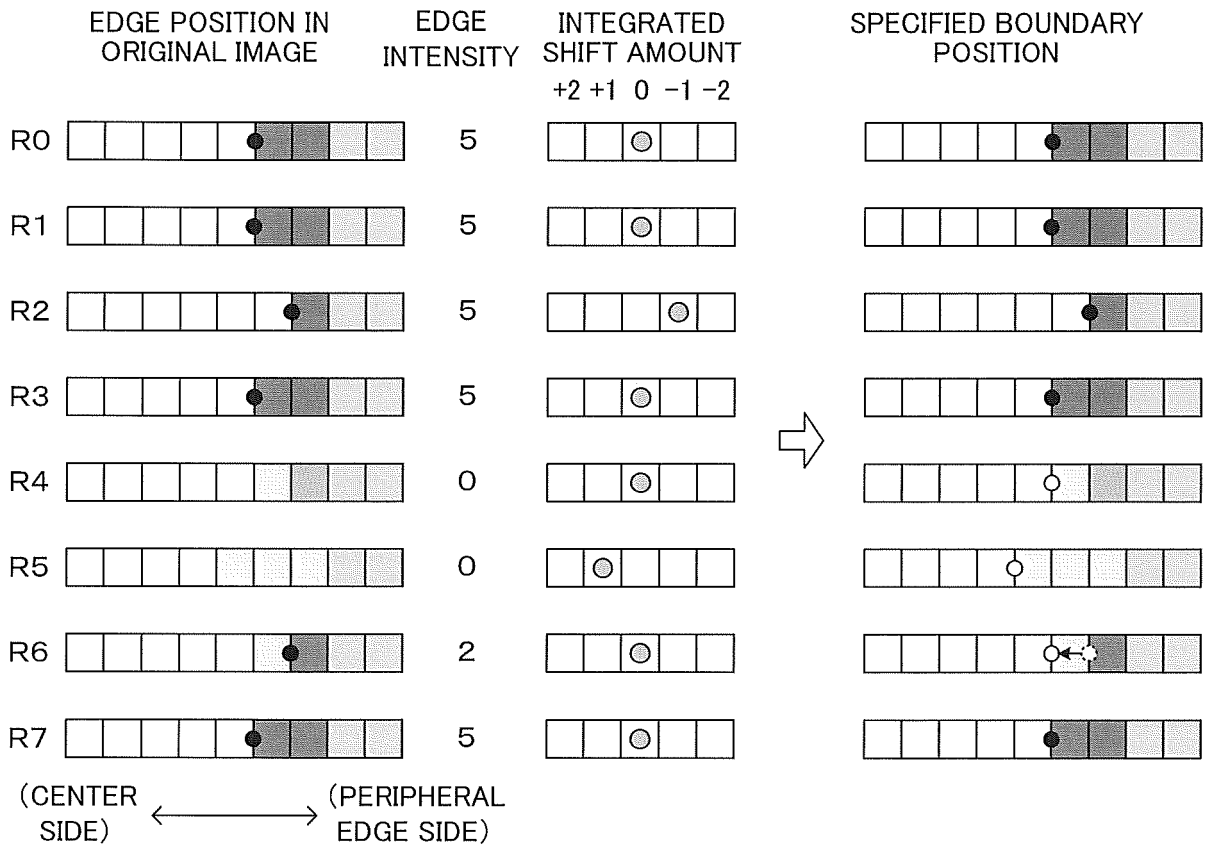 EDGE POSITION IN
ORIGINAL IMAGE
EDGE
INTENSITY
INTEGRATED
SHIFT AMOUNT
SPECIFIED BOUNDARY
POSITION
+2 +1 0 −1 −2
R0 5
R1 5
R2 5
R3 5
R4 0
R5 0
R6 2
R7 5
(CENTER
SIDE)
(PERIPHERAL
EDGE SIDE)